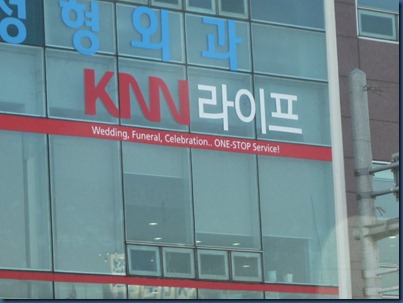 성형외과
KNN 라이프
Wedding, Funeral, Celebration.. ONE-STOP Service!